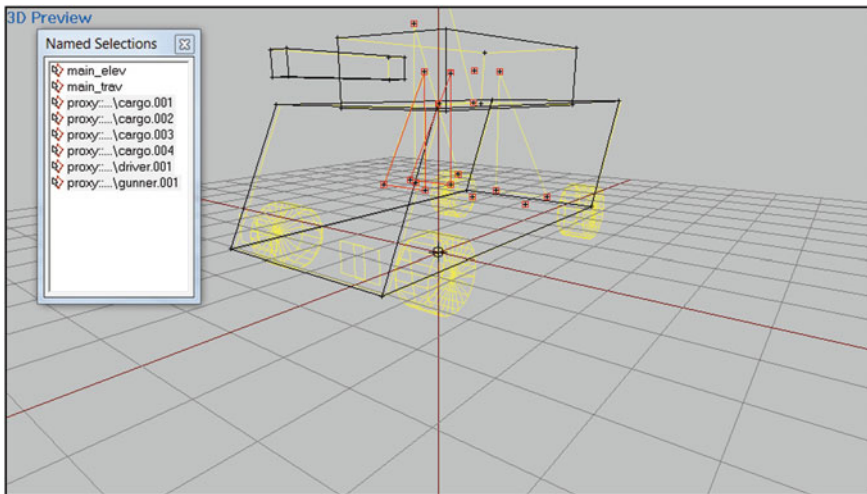 3D Preview
Named Selections
main_elev
main_trav
proxy:...\cargo.001
proxy:...\cargo.002
proxy:...\cargo.003
proxy:...\cargo.004
proxy:...\driver.001
proxy:...\gunner.001